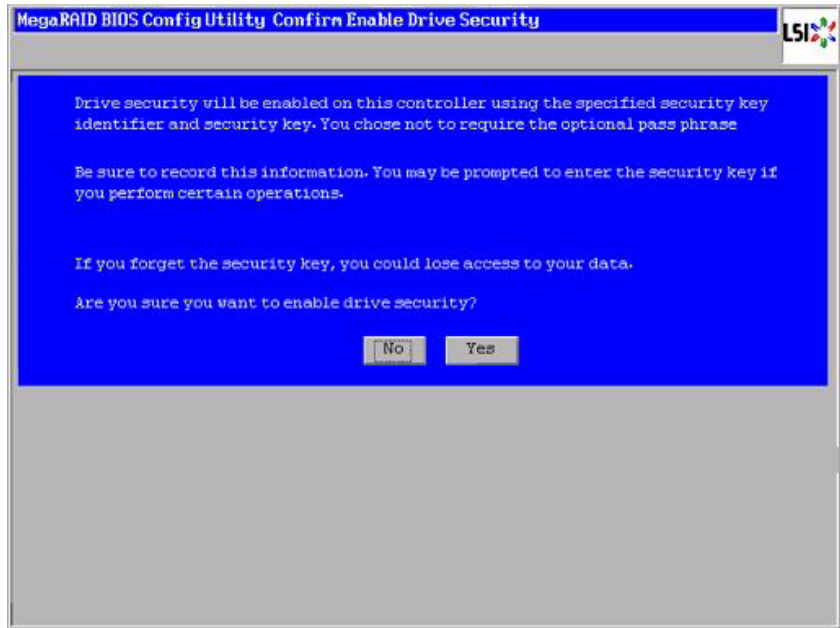 MegaRAID BIOS Config Utility Confirm Enable Drive Security
LSI
Drive security will be enabled on this controller using the specified security key
identifier and security key. You chose not to require the optional pass phrase
Be sure to record this information. You may be prompted to enter the security key if
you perform certain operations.
If you forget the security key, you could lose access to your data.
Are you sure you want to enable drive security?
No Yes